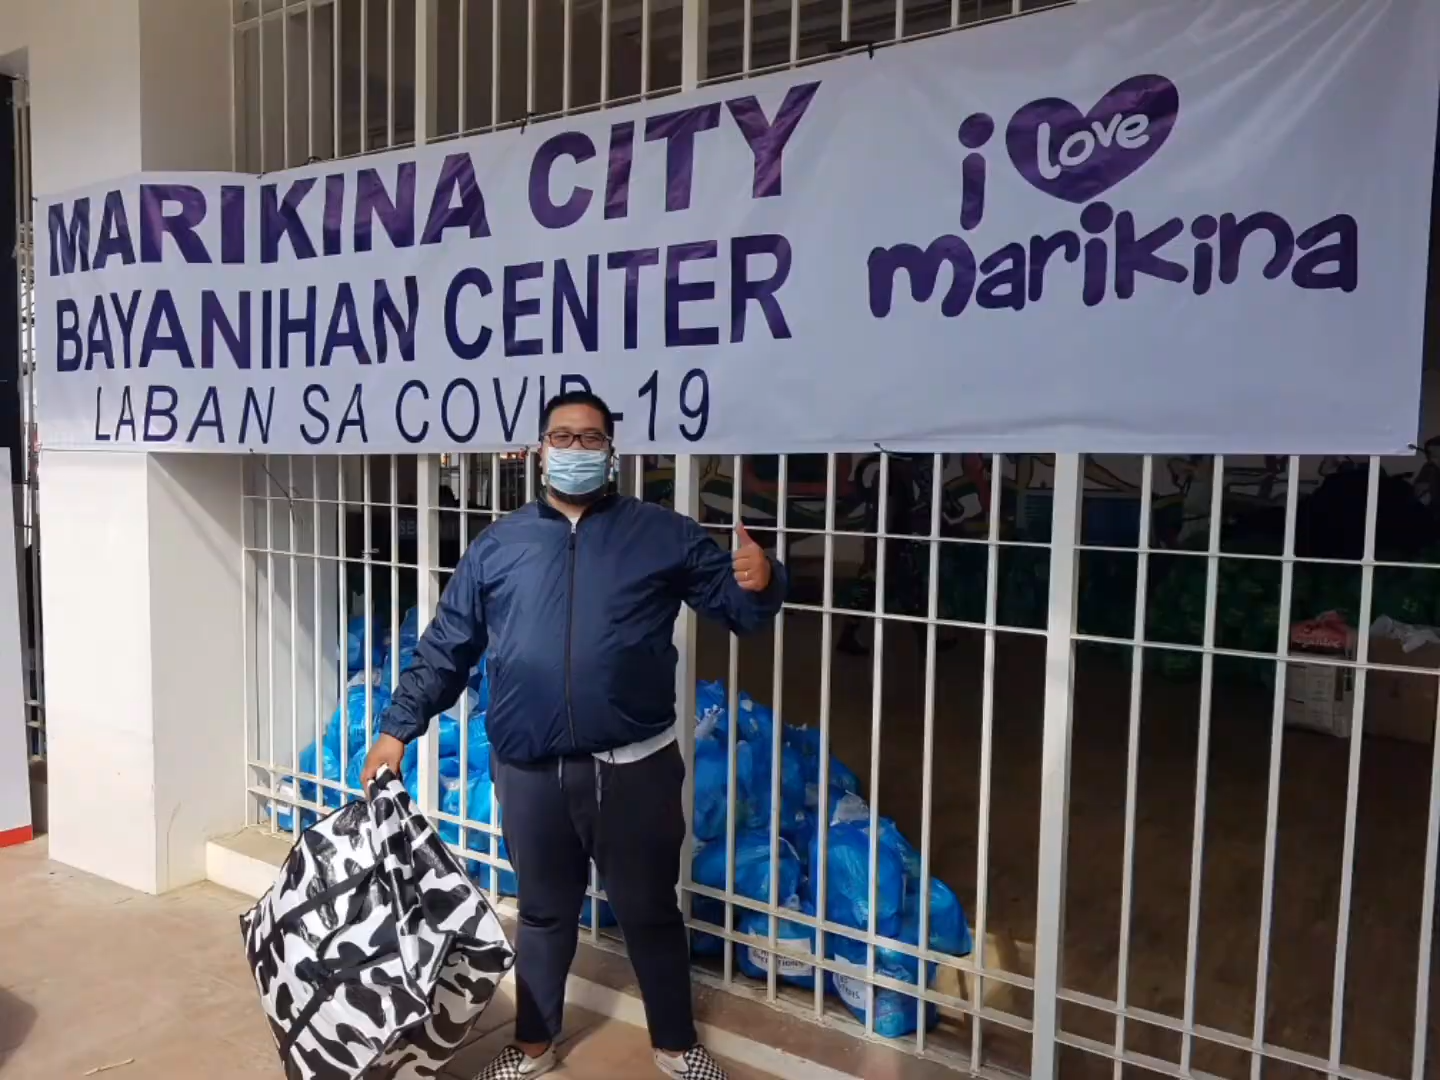 MARIKINA CITY
BAYANIHAN CENTER
LABAN SA COVID-19
i love
marikina